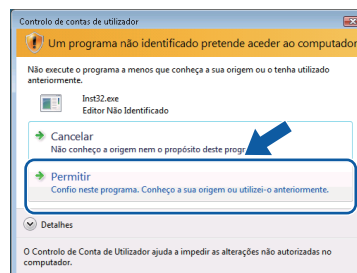 Controlo de contas de utilizador
Um programa não identificado pretende aceder ao computador
Não execute o programa a menos que conheça a sua origem ou o tenha utilizado
anteriormente.
Inst32.exe
Editor Não Identificado
Cancelar
Não conheço a origem nem o propósito deste
Permitir
Confio neste programa. Conheço a sua origem ou utilizei-o anteriormente.
Detalhes
O Controlo de Conta de Utilizador ajuda a impedir as alterações não autorizadas no
computador.